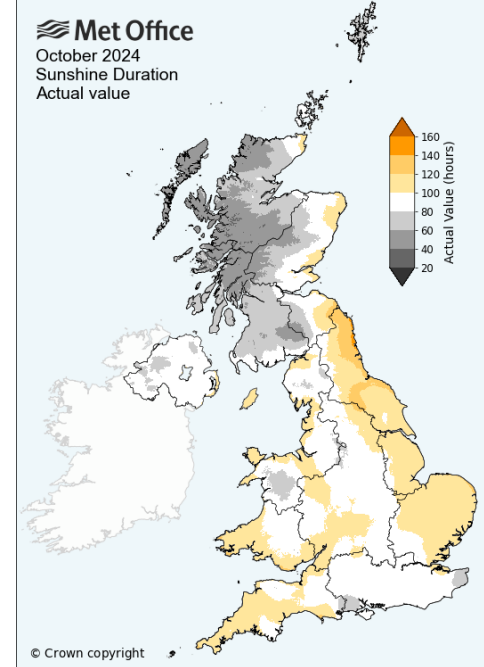 Met Office
October 2024
Sunshine Duration
Actual value
160
140
120
100
80
60
40
20
Actual Value (hours)
© Crown copyright